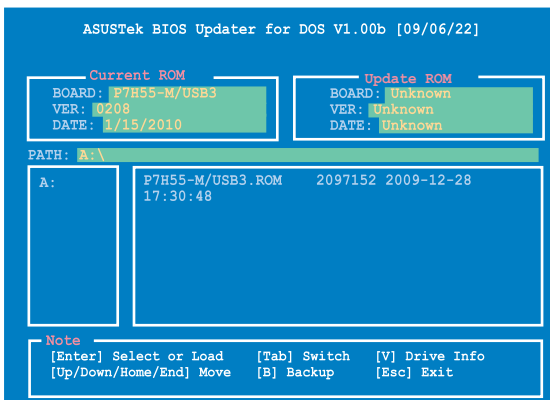 ASUSTek BIOS Updater for DOS V1.00b [09/06/22]
Current ROM
BOARD: P7H55-M/USB3
VER: 0208
DATE: 1/15/2010
Update ROM
BOARD: Unknown
VER: Unknown
DATE: Unknown
PATH: A:\
A:
P7H55-M/USB3.ROM 2097152 2009-12-28
17:30:48
Note
[Enter] Select or Load [Tab] Switch [V] Drive Info
[Up/Down/Home/End] Move [B] Backup [Esc] Exit